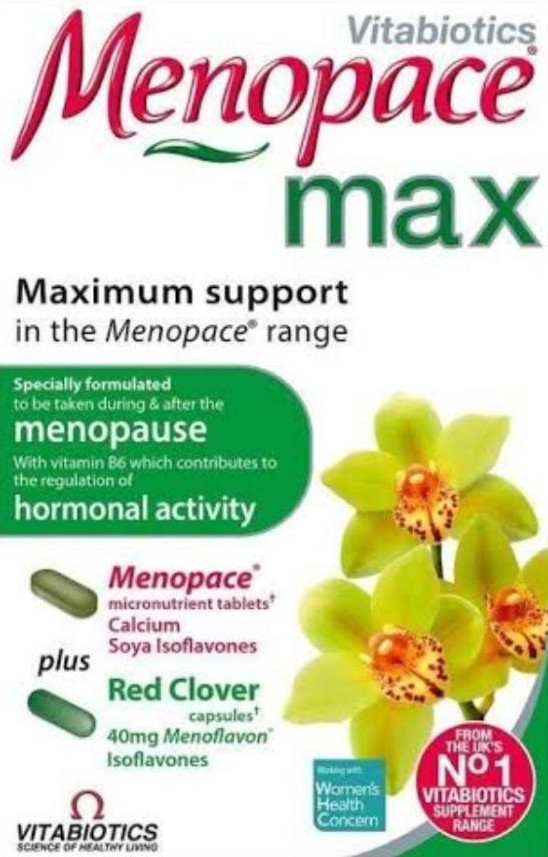 Vitabiotics
Menopace®
max
Maximum support
in the Menopace® range
Specially formulated
to be taken during & after the
menopause
With vitamin B6 which contributes to
the regulation of
hormonal activity
Menopace®
micronutrient tablets†
Calcium
Soya Isoflavones
plus
Red Clover
capsules†
40mg Menoflavon®
Isoflavones
Working with
Women's
Health
Concern
FROM
THE UK'S
Nº1
VITABIOTICS
SUPPLEMENT
RANGE
VITABIOTICS
SCIENCE OF HEALTHY LIVING